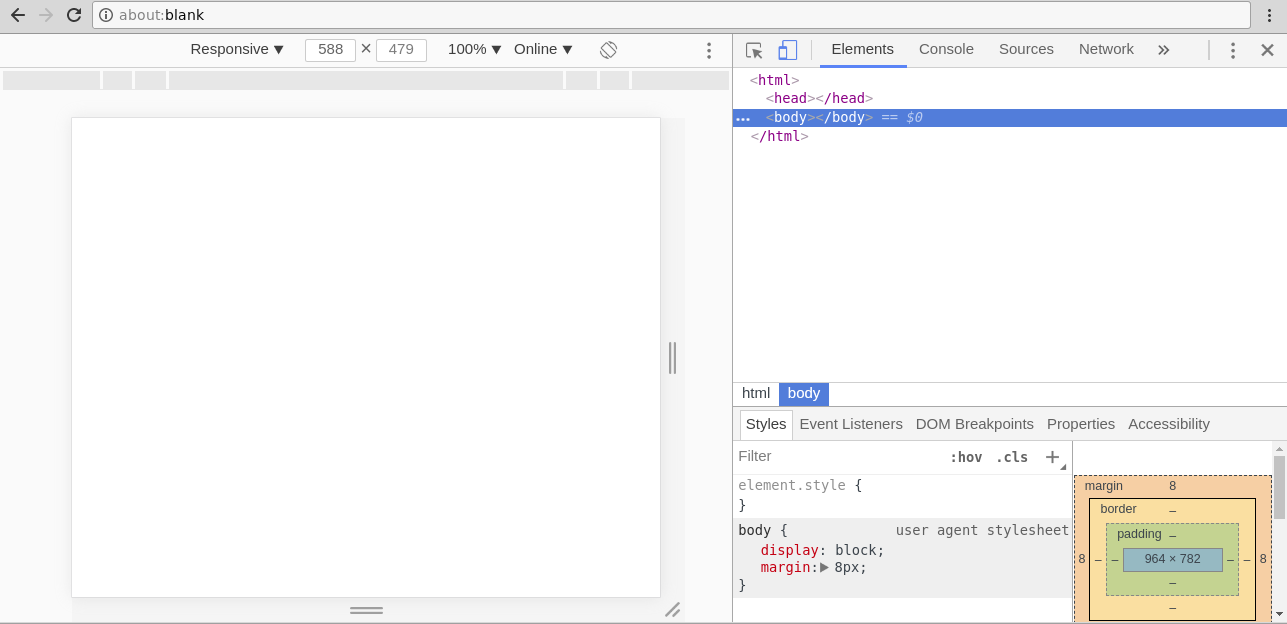 about:blank
Responsive ▼ 588 × 479 100% ▼ Online ▼
Elements Console Sources Network »
<html>
<head></head>
… <body></body> == $0
</html>
html body
Styles Event Listeners DOM Breakpoints Properties Accessibility
Filter :hov .cls +
element.style {
}
body { user agent stylesheet
display: block;
margin:▶ 8px;
}
margin 8
border –
padding –
8 – – 964 × 782 – – 8
–
–